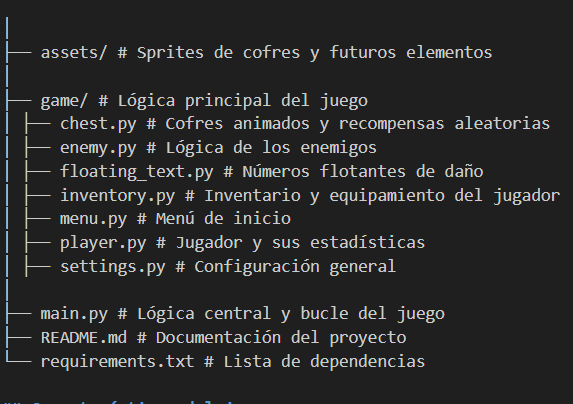 │
├── assets/ # Sprites de cofres y futuros elementos
│
├── game/ # Lógica principal del juego
│ ├── chest.py # Cofres animados y recompensas aleatorias
│ ├── enemy.py # Lógica de los enemigos
│ ├── floating_text.py # Números flotantes de daño
│ ├── inventory.py # Inventario y equipamiento del jugador
│ ├── menu.py # Menú de inicio
│ ├── player.py # Jugador y sus estadísticas
│ ├── settings.py # Configuración general
│
├── main.py # Lógica central y bucle del juego
├── README.md # Documentación del proyecto
└── requirements.txt # Lista de dependencias